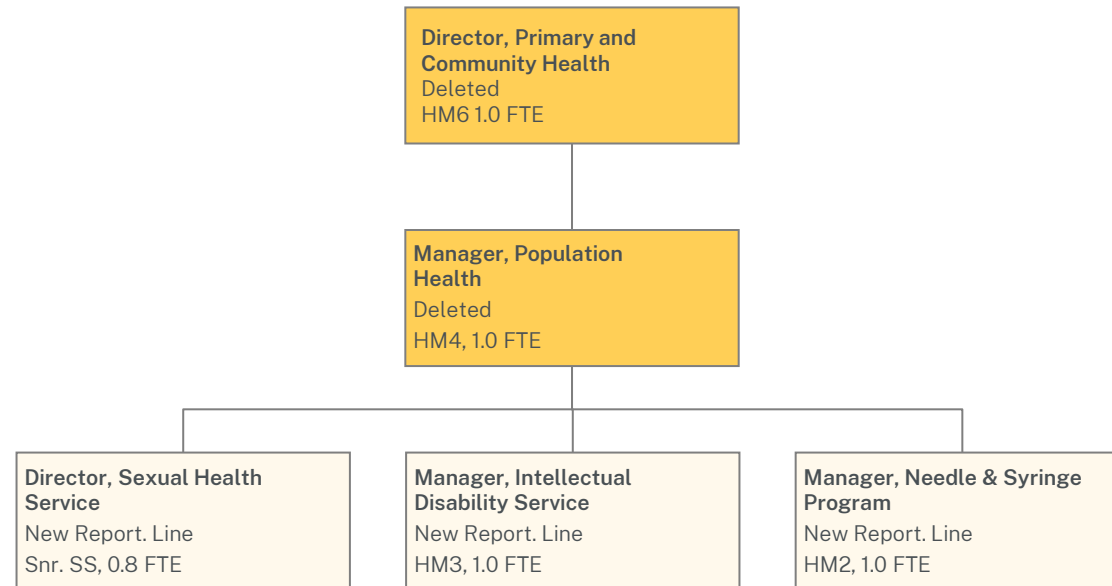 Director, Primary and
Community Health
Deleted
HM6 1.0 FTE
Manager, Population
Health
Deleted
HM4, 1.0 FTE
Director, Sexual Health
Service
New Report. Line
Snr. SS, 0.8 FTE
Manager, Intellectual
Disability Service
New Report. Line
HM3, 1.0 FTE
Manager, Needle & Syringe
Program
New Report. Line
HM2, 1.0 FTE